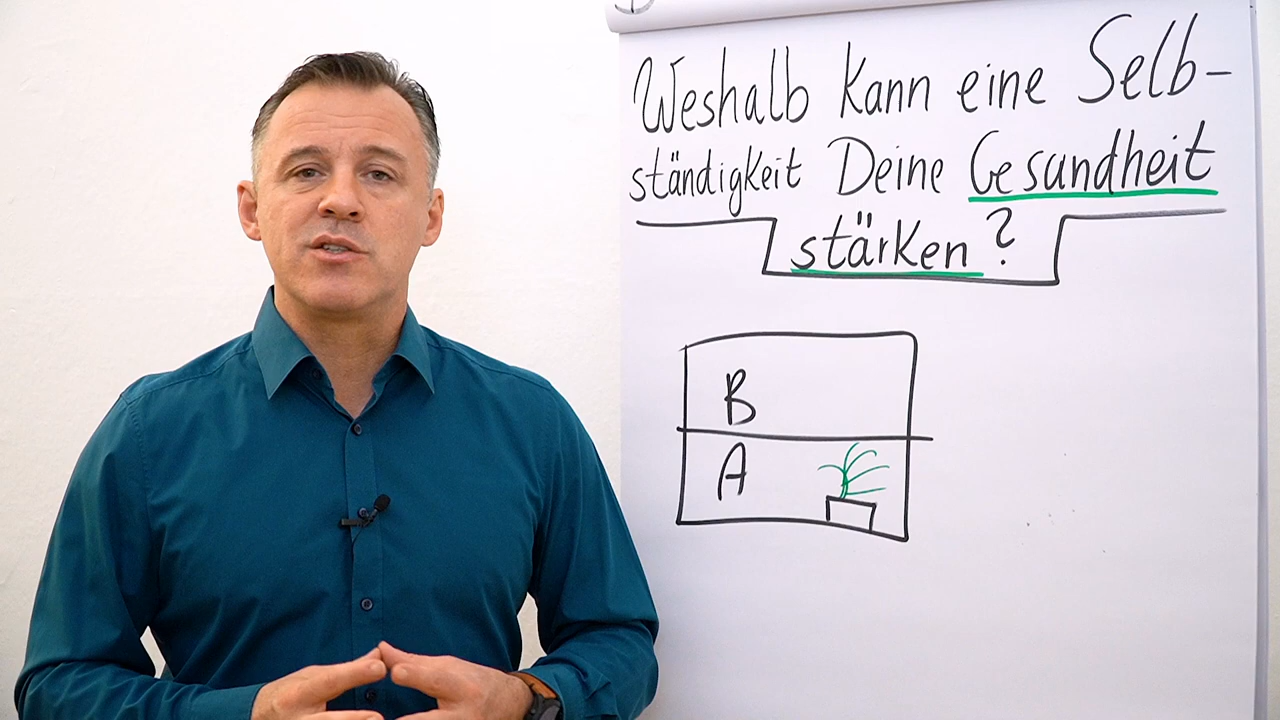 Weshalb kann eine Selb-
ständigkeit Deine Gesundheit
stärken?
B
A